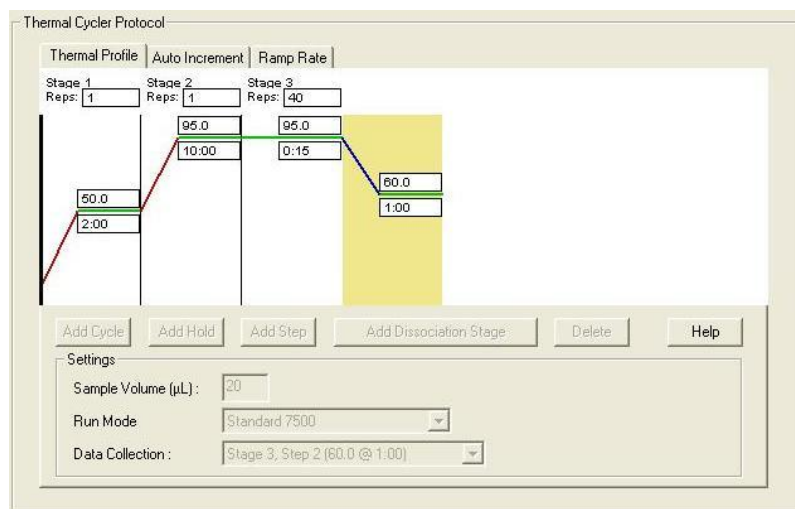 Thermal Cycler Protocol
Thermal Profile Auto Increment Ramp Rate
Stage 1 Stage 2 Stage 3
Reps: 1 Reps: 1 Reps: 40
95.0 95.0
10:00 0:15
60.0
50.0 1:00
2:00
Add Cycle Add Hold Add Step Add Dissociation Stage Delete Help
Settings
Sample Volume (µL) : 20
Run Mode Standard 7500
Data Collection : Stage 3, Step 2 (60.0 @ 1:00)